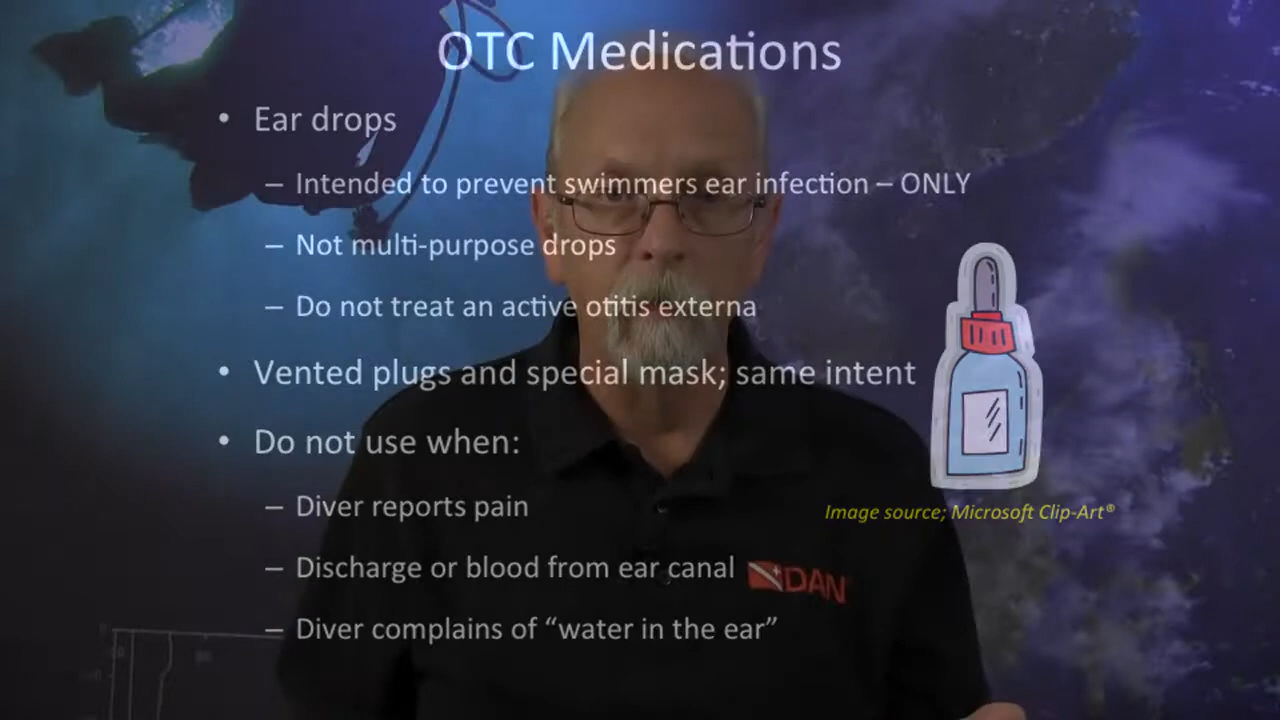 OTC Medications
• Ear drops
– Intended to prevent swimmers ear infection – ONLY
– Not multi-purpose drops
– Do not treat an active otitis externa
• Vented plugs and special mask; same intent
• Do not use when:
– Diver reports pain
Image source; Microsoft Clip-Art®
– Discharge or blood from ear canal
DAN
– Diver complains of “water in the ear”